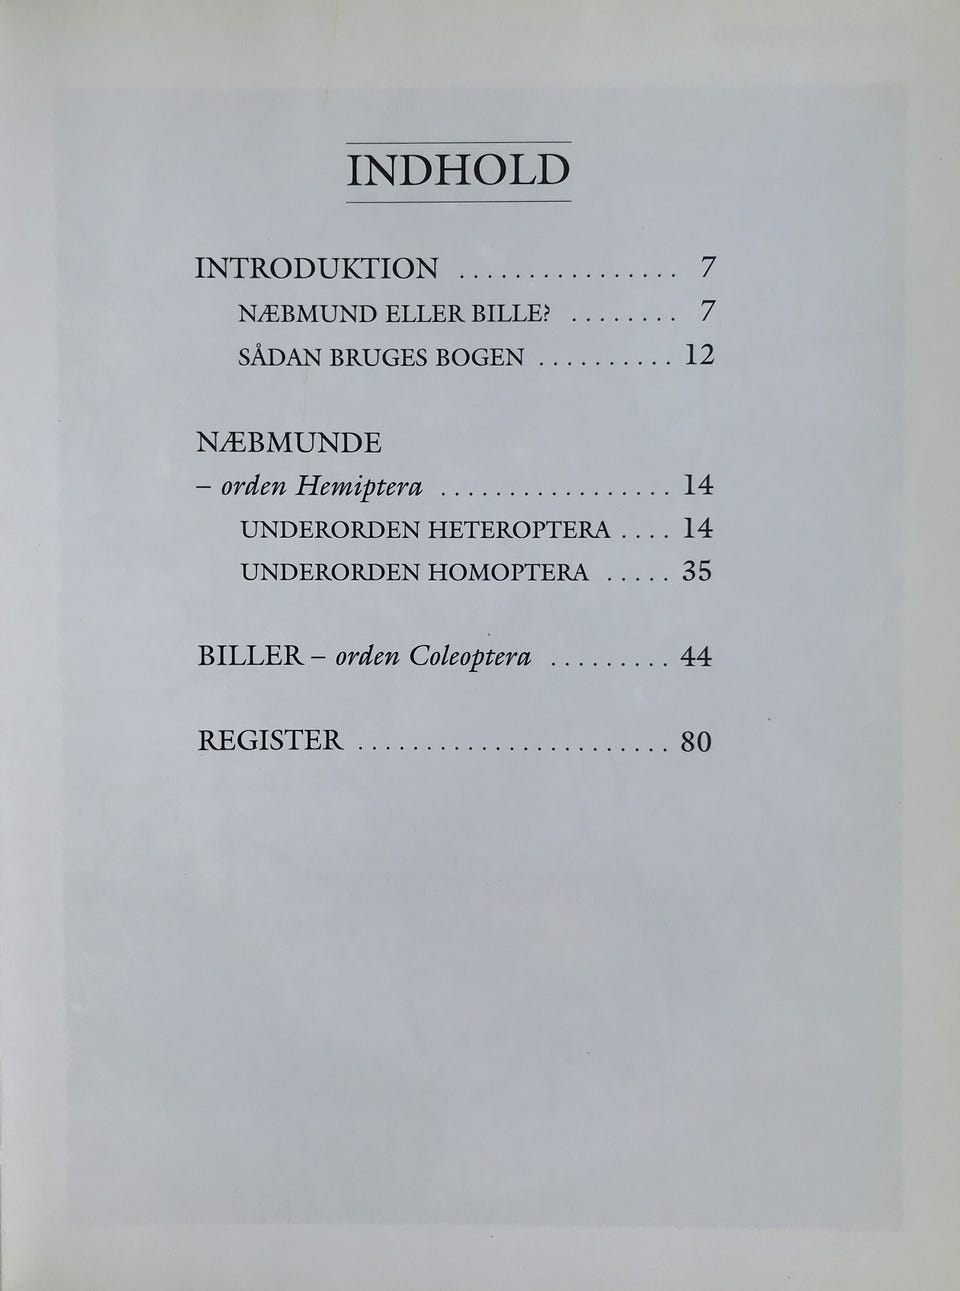 INDHOLD
INTRODUKTION ................ 7
NÆBMUND ELLER BILLE? ........ 7
SÅDAN BRUGES BOGEN .......... 12
NÆBMUNDE
– orden Hemiptera ................. 14
UNDERORDEN HETEROPTERA .... 14
UNDERORDEN HOMOPTERA ..... 35
BILLER – orden Coleoptera ......... 44
REGISTER ....................... 80